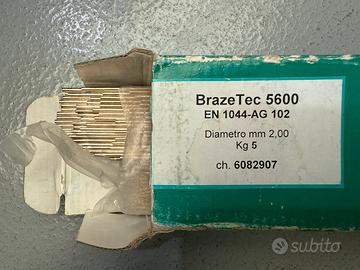 BrazeTec 5600
EN 1044-AG 102
Diametro mm 2,00
Kg 5
ch. 6082907
subito